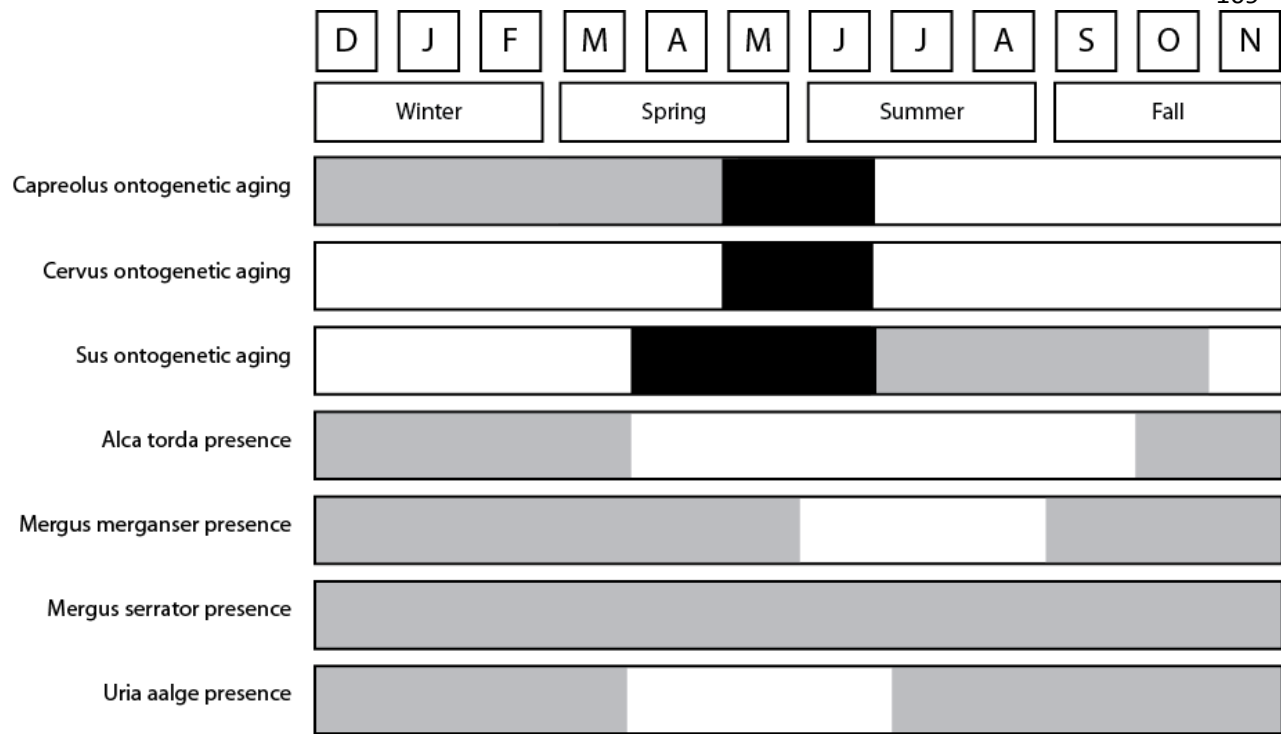 D J F M A M J J A S O N
Winter Spring Summer Fall
Capreolus ontogenetic aging
Cervus ontogenetic aging
Sus ontogenetic aging
Alca torda presence
Mergus merganser presence
Mergus serrator presence
Uria aalge presence